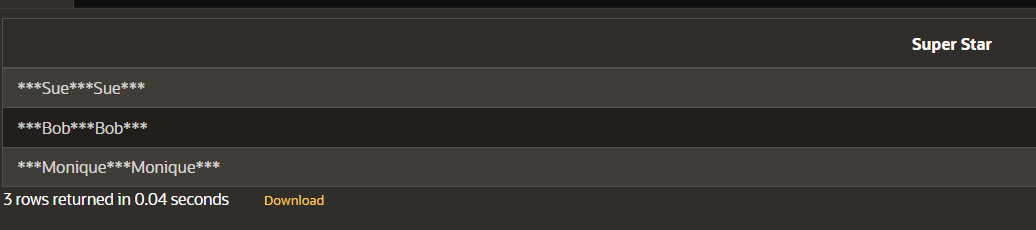 Super Star
***Sue***Sue***
***Bob***Bob***
***Monique***Monique***
3 rows returned in 0.04 seconds Download